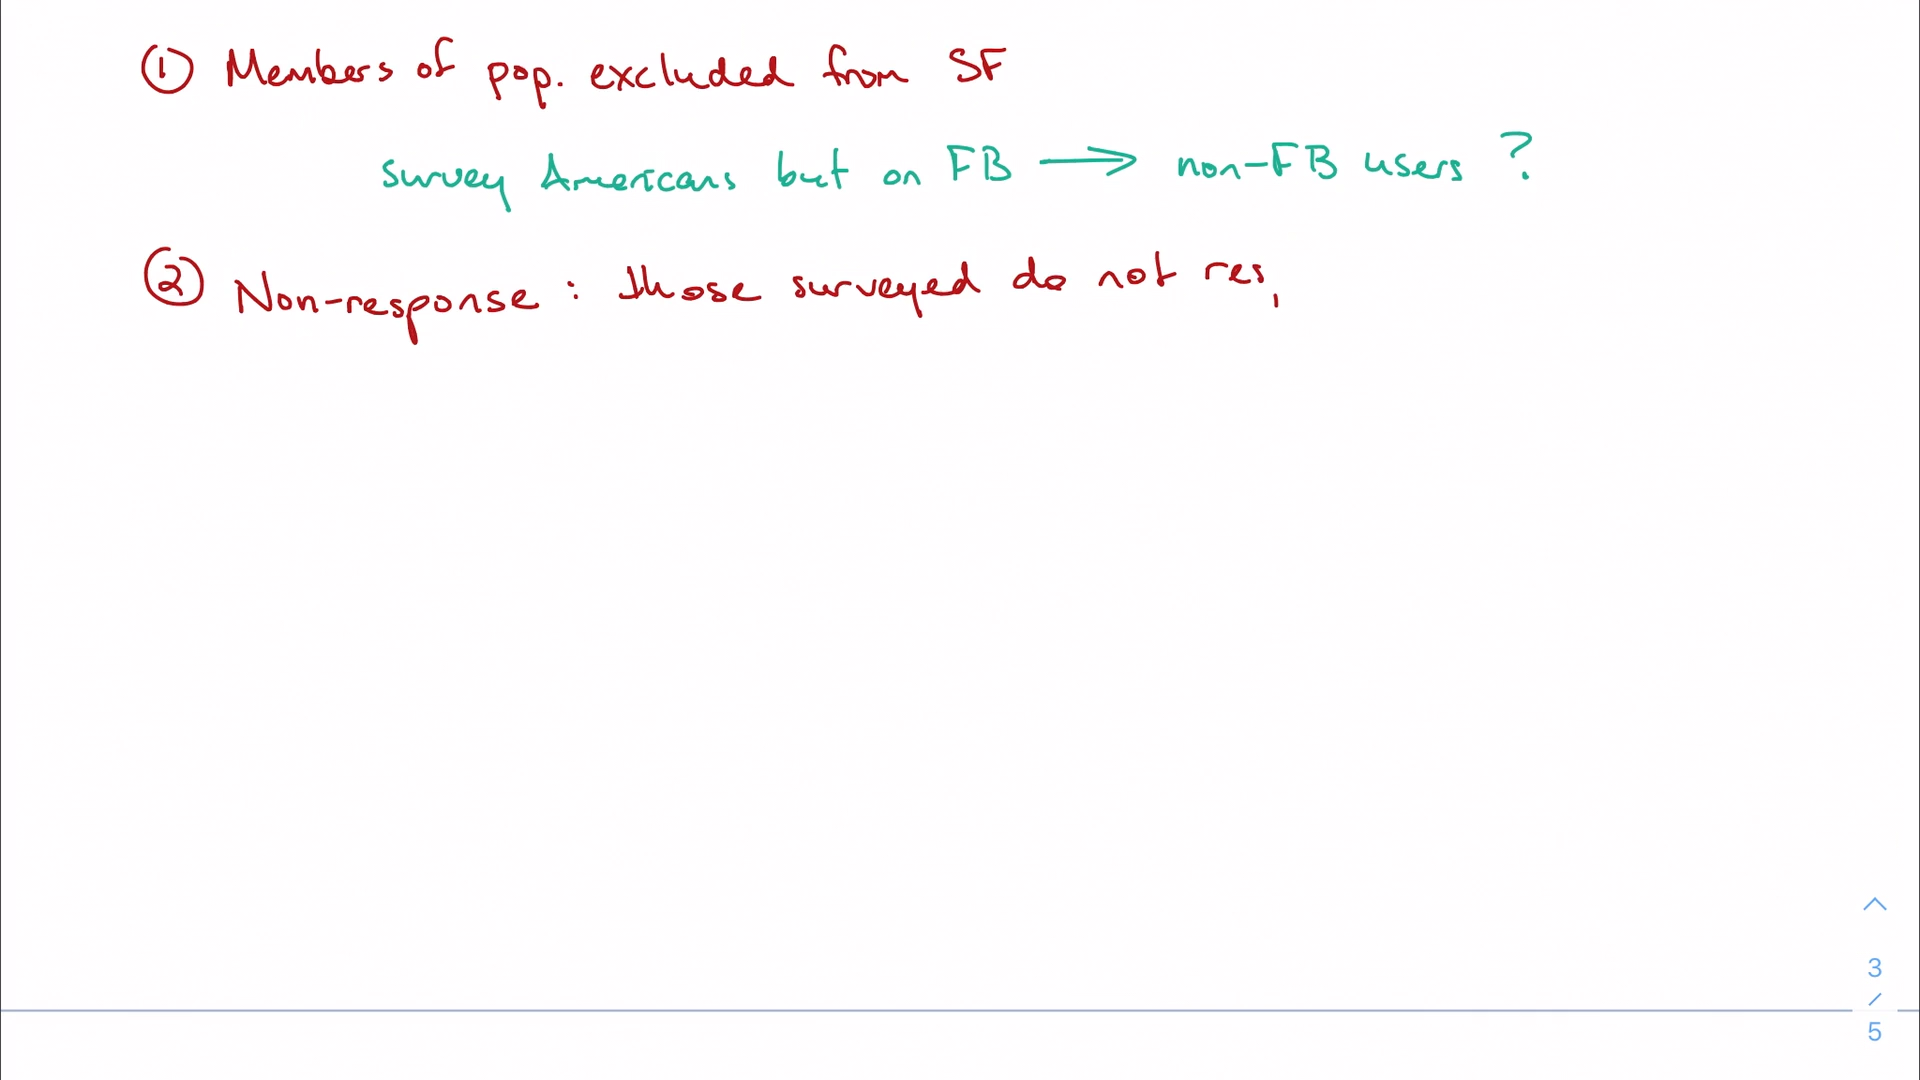 ① Members of pop. excluded from SF
survey Americans but on FB → non-FB users ?
② Non-response : those surveyed do not res
3
/
5